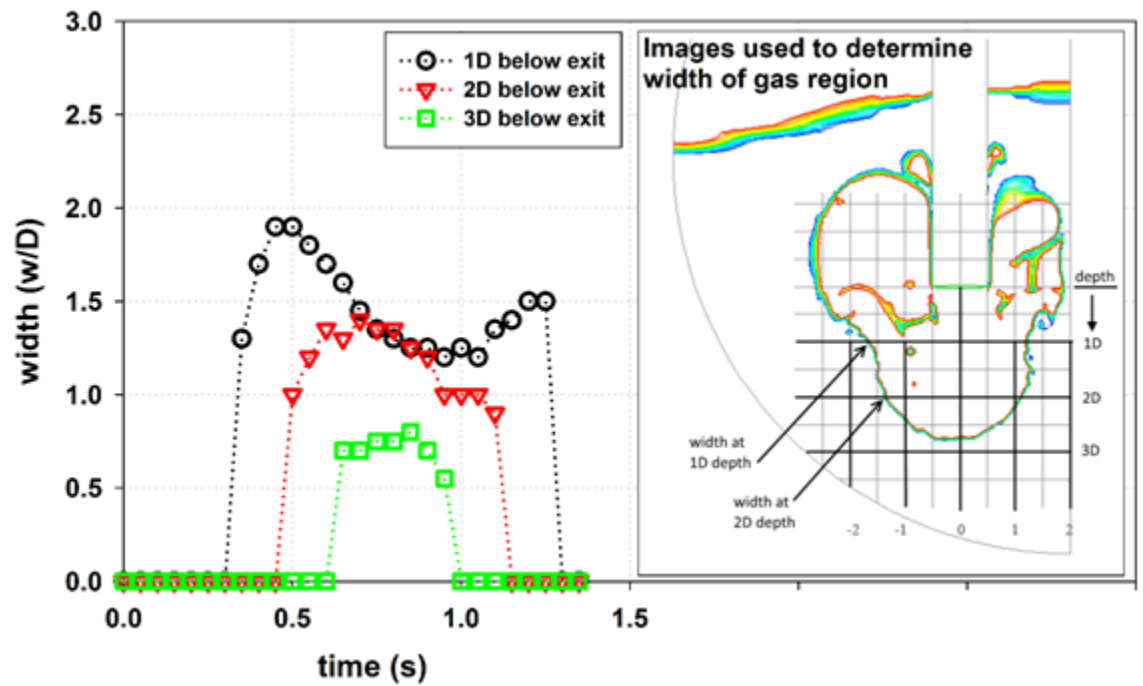 3.0
2.5
2.0
1.5
1.0
0.5
0.0
width (w/D)
0.0
0.5
1.0
1.5
time (s)
1D below exit
2D below exit
3D below exit
Images used to determine
width of gas region
depth
1D
2D
3D
width at
1D depth
width at
2D depth
-2
-1
0
1
2